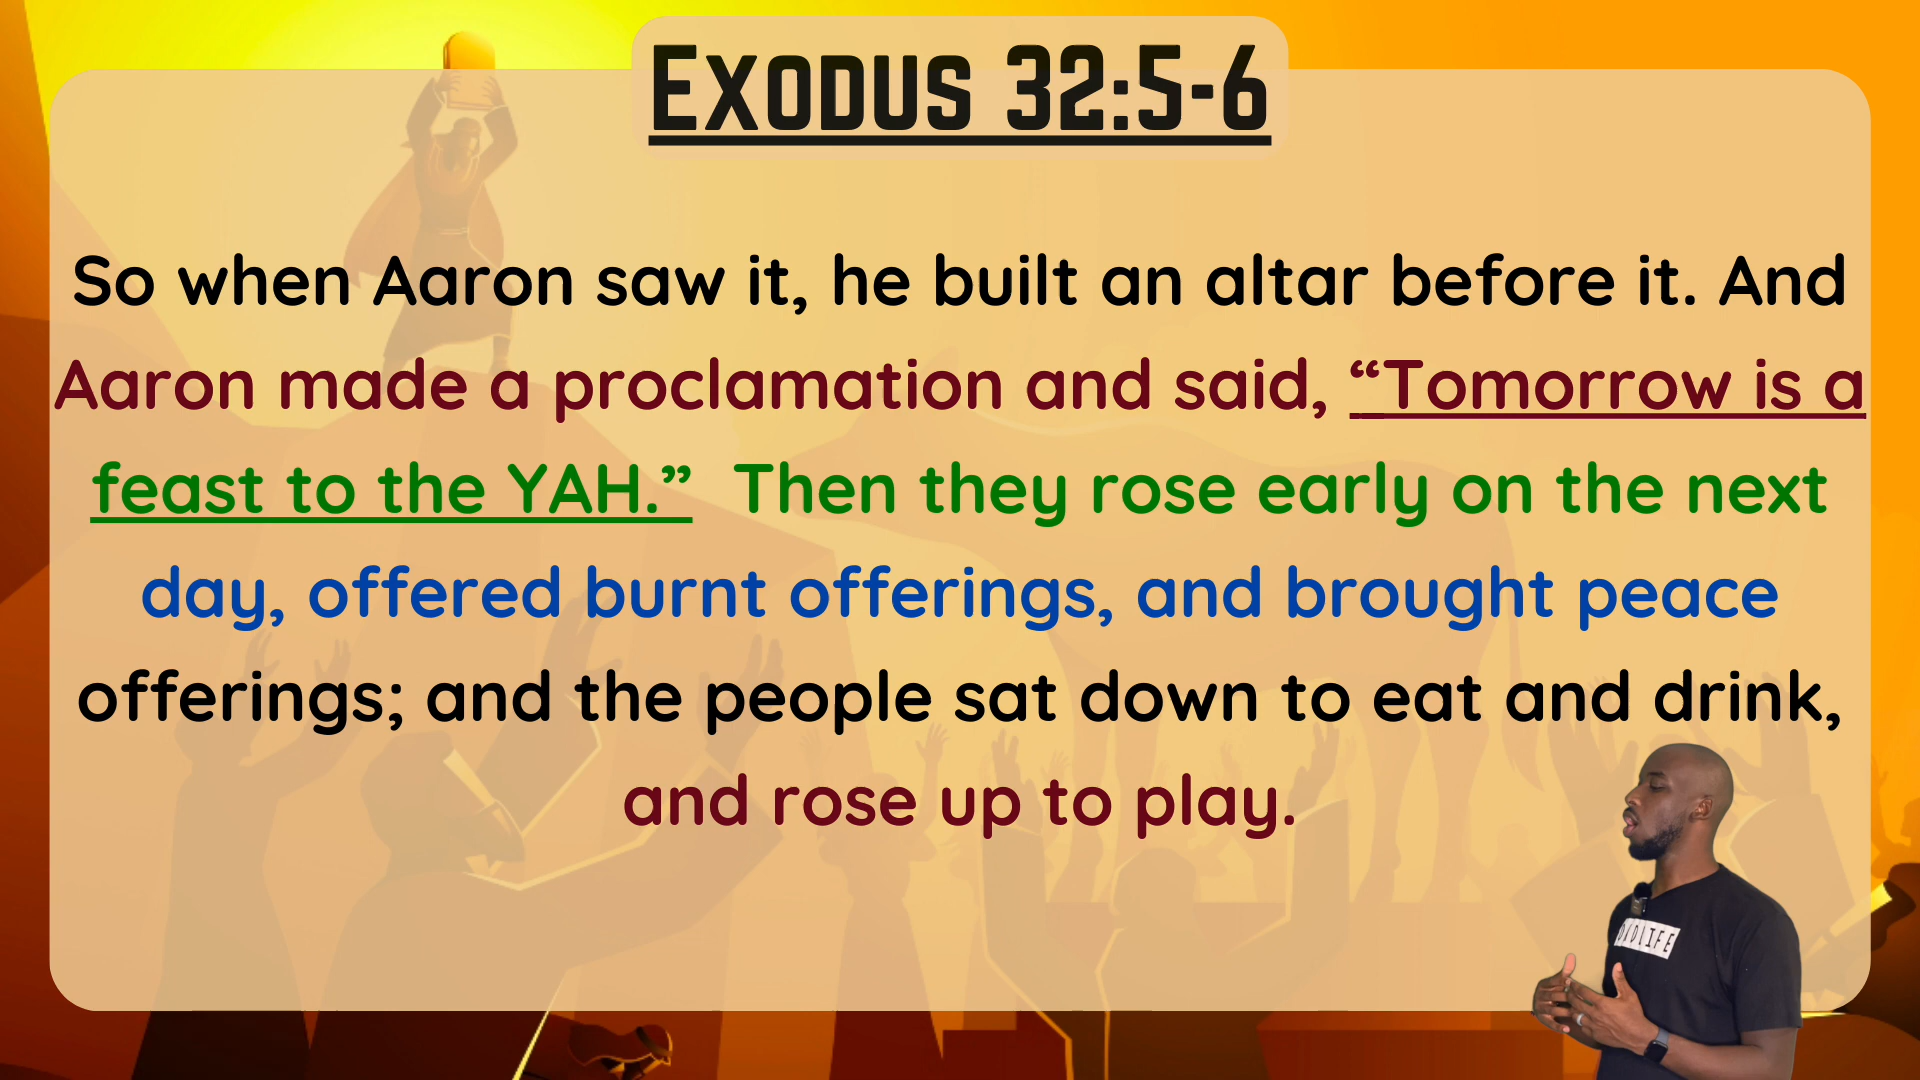 Exodus 32:5-6
So when Aaron saw it, he built an altar before it. And
Aaron made a proclamation and said, “Tomorrow is a
feast to the YAH.” Then they rose early on the next
day, offered burnt offerings, and brought peace
offerings; and the people sat down to eat and drink,
and rose up to play.